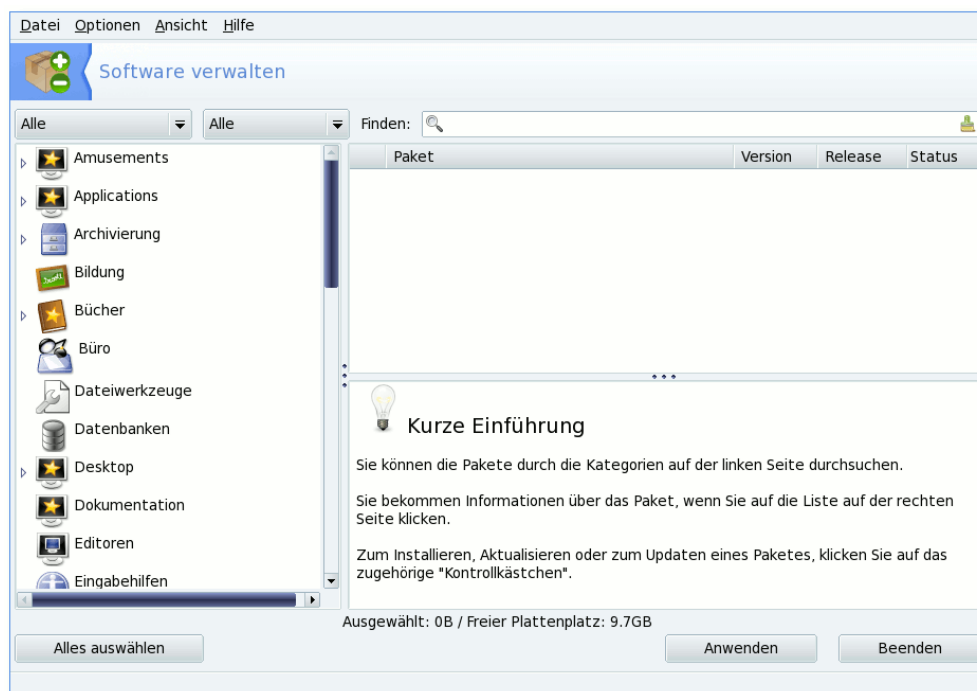 Datei Optionen Ansicht Hilfe
Software verwalten
Alle Alle Finden:
Paket Version Release Status
Amusements
Applications
Archivierung
Bildung
Bücher
Büro
Dateiwerkzeuge
Datenbanken
Desktop
Dokumentation
Editoren
Eingabehilfen
Kurze Einführung
Sie können die Pakete durch die Kategorien auf der linken Seite durchsuchen.
Sie bekommen Informationen über das Paket, wenn Sie auf die Liste auf der rechten
Seite klicken.
Zum Installieren, Aktualisieren oder zum Updaten eines Paketes, klicken Sie auf das
zugehörige "Kontrollkästchen".
Ausgewählt: 0B / Freier Plattenplatz: 9.7GB
Alles auswählen Anwenden Beenden